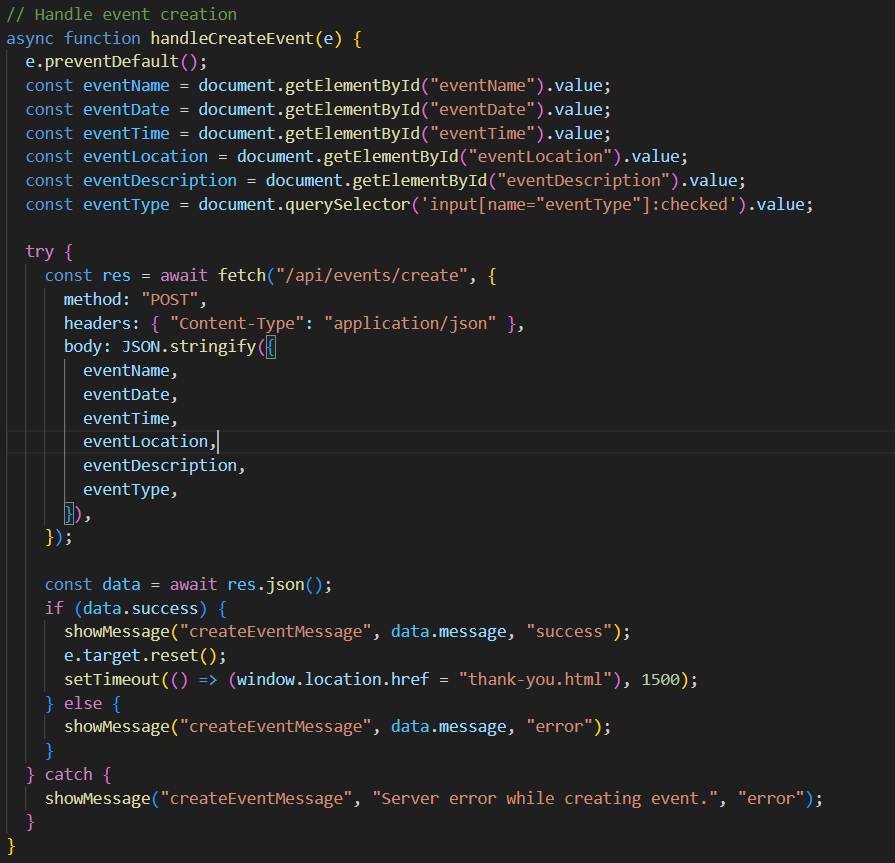 // Handle event creation
async function handleCreateEvent(e) {
  e.preventDefault();
  const eventName = document.getElementById("eventName").value;
  const eventDate = document.getElementById("eventDate").value;
  const eventTime = document.getElementById("eventTime").value;
  const eventLocation = document.getElementById("eventLocation").value;
  const eventDescription = document.getElementById("eventDescription").value;
  const eventType = document.querySelector('input[name="eventType"]:checked').value;

  try {
    const res = await fetch("/api/events/create", {
      method: "POST",
      headers: { "Content-Type": "application/json" },
      body: JSON.stringify({
        eventName,
        eventDate,
        eventTime,
        eventLocation,
        eventDescription,
        eventType,
      }),
    });

    const data = await res.json();
    if (data.success) {
      showMessage("createEventMessage", data.message, "success");
      e.target.reset();
      setTimeout(() => (window.location.href = "thank-you.html"), 1500);
    } else {
      showMessage("createEventMessage", data.message, "error");
    }
  } catch {
    showMessage("createEventMessage", "Server error while creating event.", "error");
  }
}